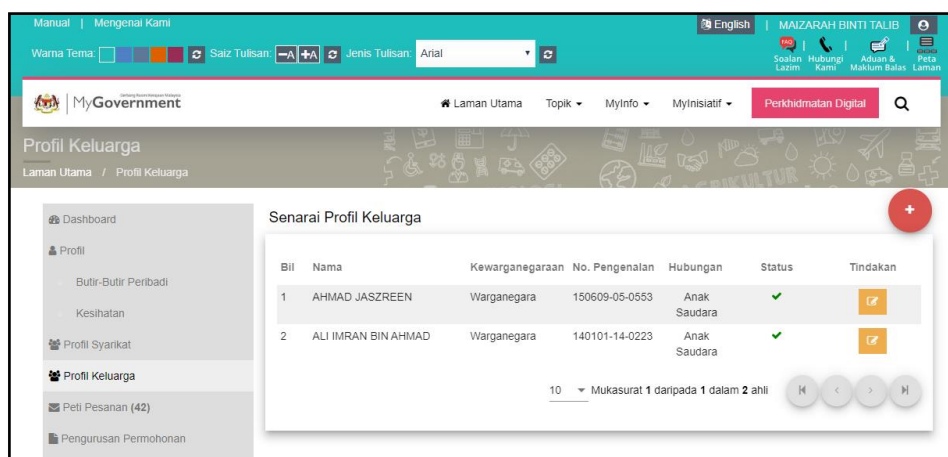 Manual | Mengenai Kami
English | MAIZARAH BINTI TALIB
Warna Tema: Saiz Tulisan: -A +A Jenis Tulisan: Arial
FAQ
Soalan Lazim
Hubungi Kami
Aduan & Maklum Balas
Peta Laman
MyGovernment
Laman Utama Topik MyInfo MyInisiatif Perkhidmatan Digital
Profil Keluarga
Laman Utama / Profil Keluarga
AGRIKULTUR
Dashboard
Profil
Butir-Butir Peribadi
Kesihatan
Profil Syarikat
Profil Keluarga
Peti Pesanan (42)
Pengurusan Permohonan
Senarai Profil Keluarga
+
Bil Nama Kewarganegaraan No. Pengenalan Hubungan Status Tindakan
1 AHMAD JASZREEN Warganegara 150609-05-0553 Anak Saudara
2 ALI IMRAN BIN AHMAD Warganegara 140101-14-0223 Anak Saudara
10 Mukasurat 1 daripada 1 dalam 2 ahli